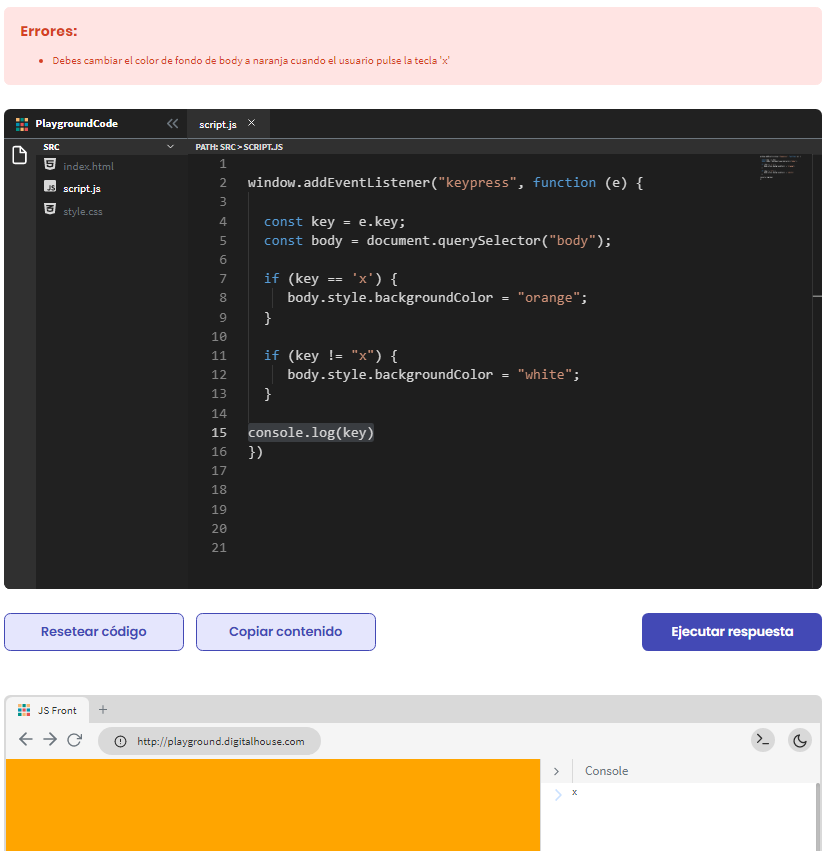 Errores:
Debes cambiar el color de fondo de body a naranja cuando el usuario pulse la tecla 'x'
PlaygroundCode
script.js
SRC
PATH: SRC > SCRIPT.JS
index.html
script.js
style.css
1
2 window.addEventListener("keypress", function (e) {
3
4 const key = e.key;
5 const body = document.querySelector("body");
6
7 if (key == 'x') {
8 body.style.backgroundColor = "orange";
9 }
10
11 if (key != "x") {
12 body.style.backgroundColor = "white";
13 }
14
15 console.log(key)
16 })
17
18
19
20
21
Resetear código
Copiar contenido
Ejecutar respuesta
JS Front
http://playground.digitalhouse.com
Console
x